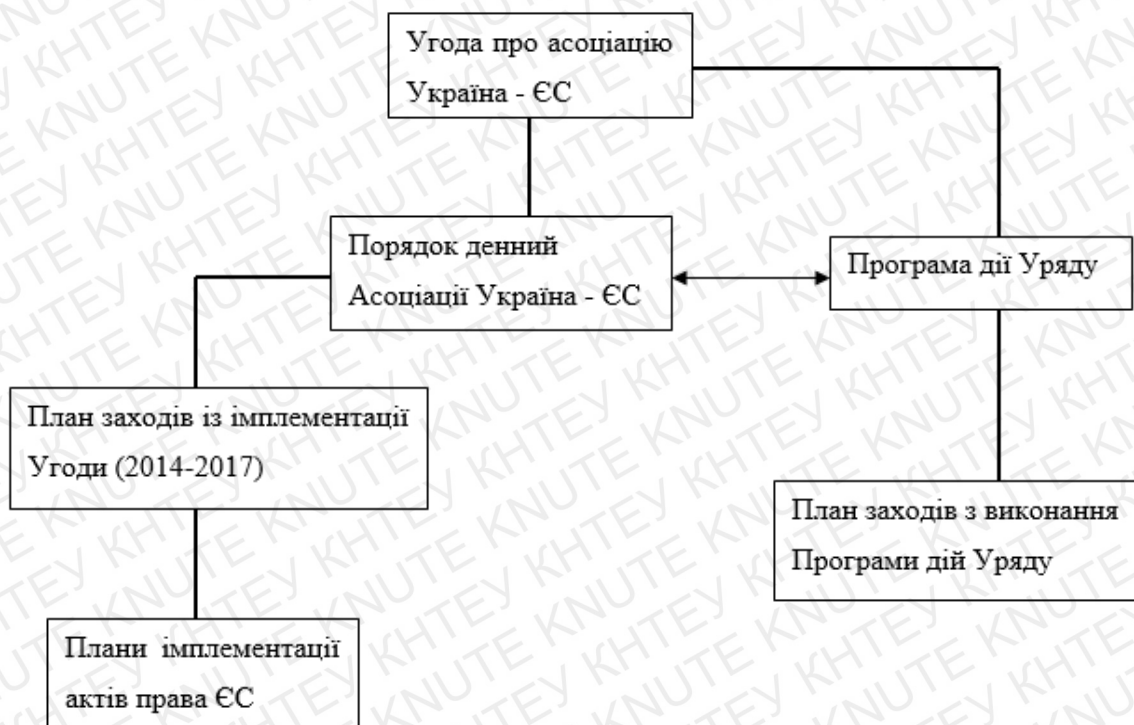 Угода про асоціацію
Україна - ЄС
Порядок денний
Асоціації Україна - ЄС
Програма дії Уряду
План заходів із імплементації
Угоди (2014-2017)
План заходів з виконання
Програми дій Уряду
Плани імплементації
актів права ЄС